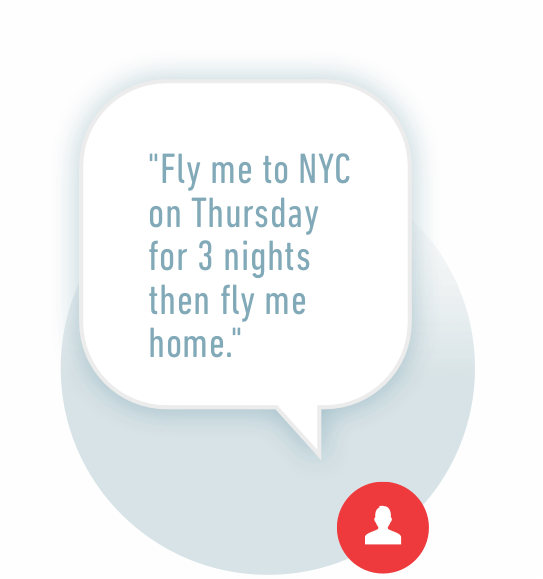 "Fly me to NYC
on Thursday
for 3 nights
then fly me
home."